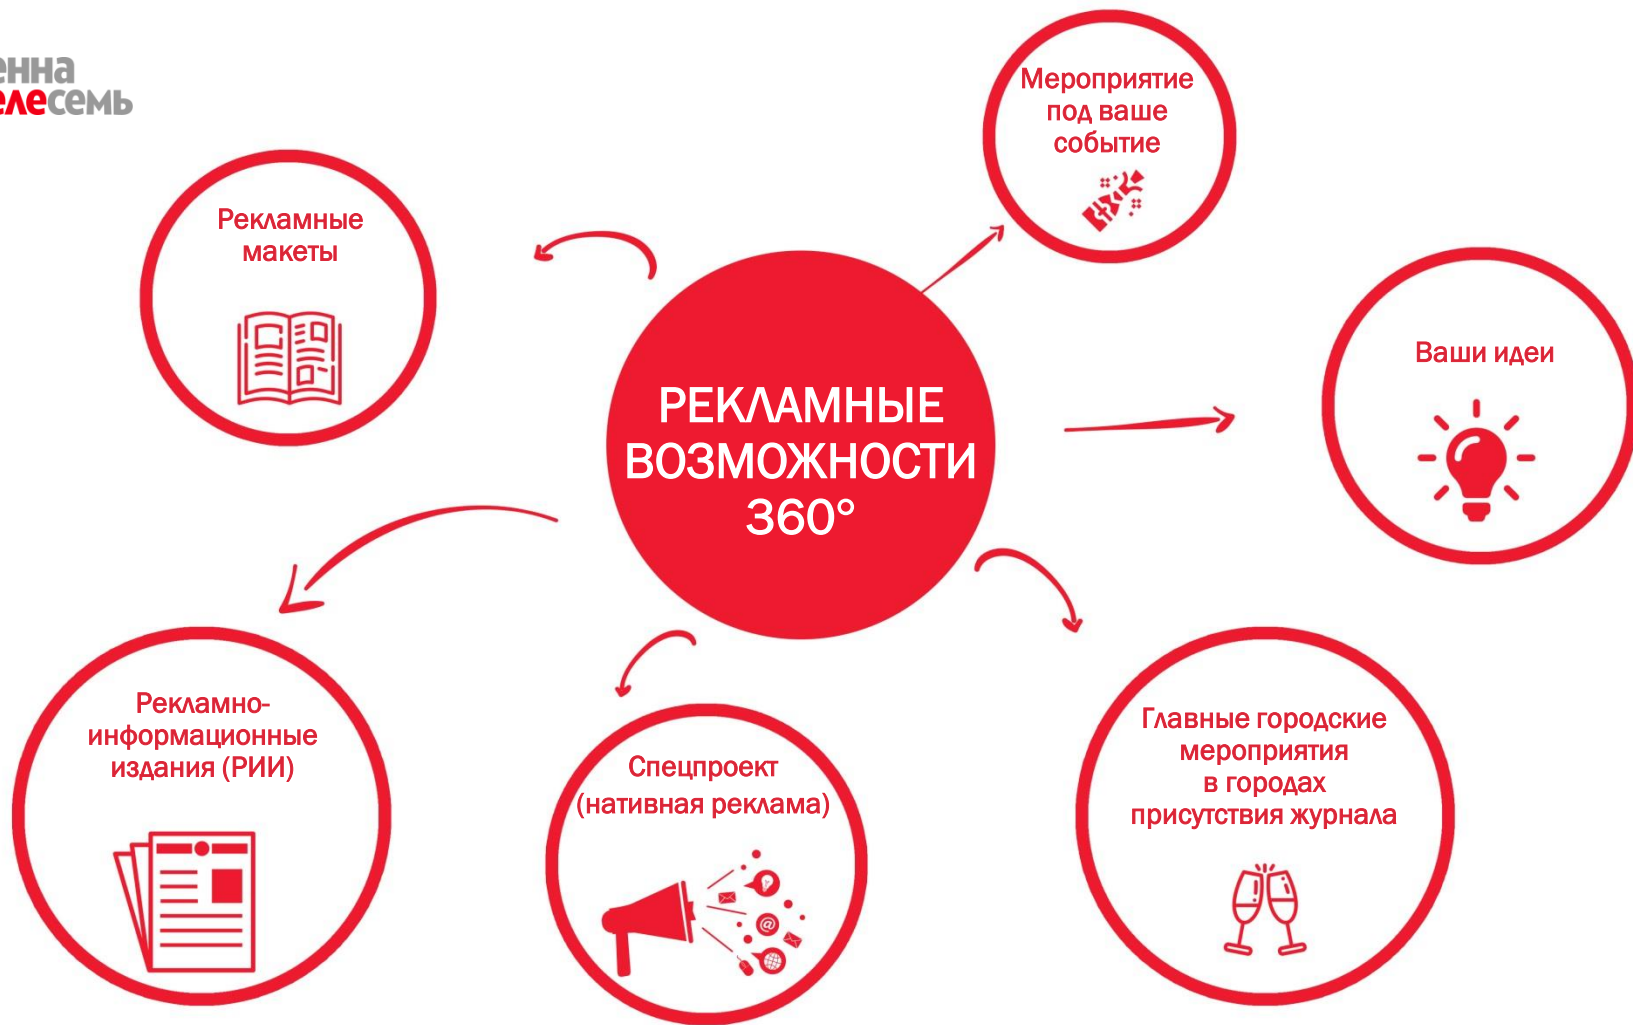 енна
елесемь
Мероприятие
под ваше
событие
Рекламные
макеты
Ваши идеи
РЕКЛАМНЫЕ
ВОЗМОЖНОСТИ
360°
Рекламно-
информационные
издания (РИИ)
Спецпроект
(нативная реклама)
Главные городские
мероприятия
в городах
присутствия журнала